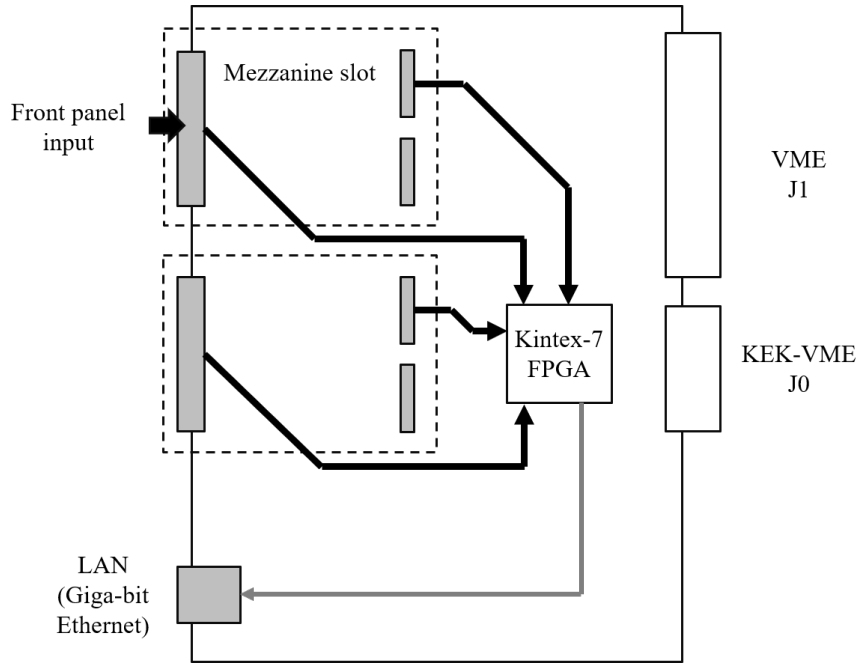 Mezzanine slot
Front panel
input
VME
J1
Kintex-7
FPGA
KEK-VME
J0
LAN
(Giga-bit
Ethernet)